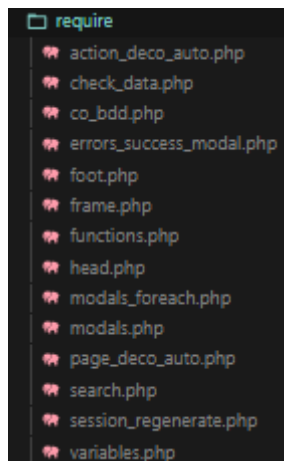 require
action_deco_auto.php
check_data.php
co_bdd.php
errors_success_modal.php
foot.php
frame.php
functions.php
head.php
modals_foreach.php
modals.php
page_deco_auto.php
search.php
session_regenerate.php
variables.php